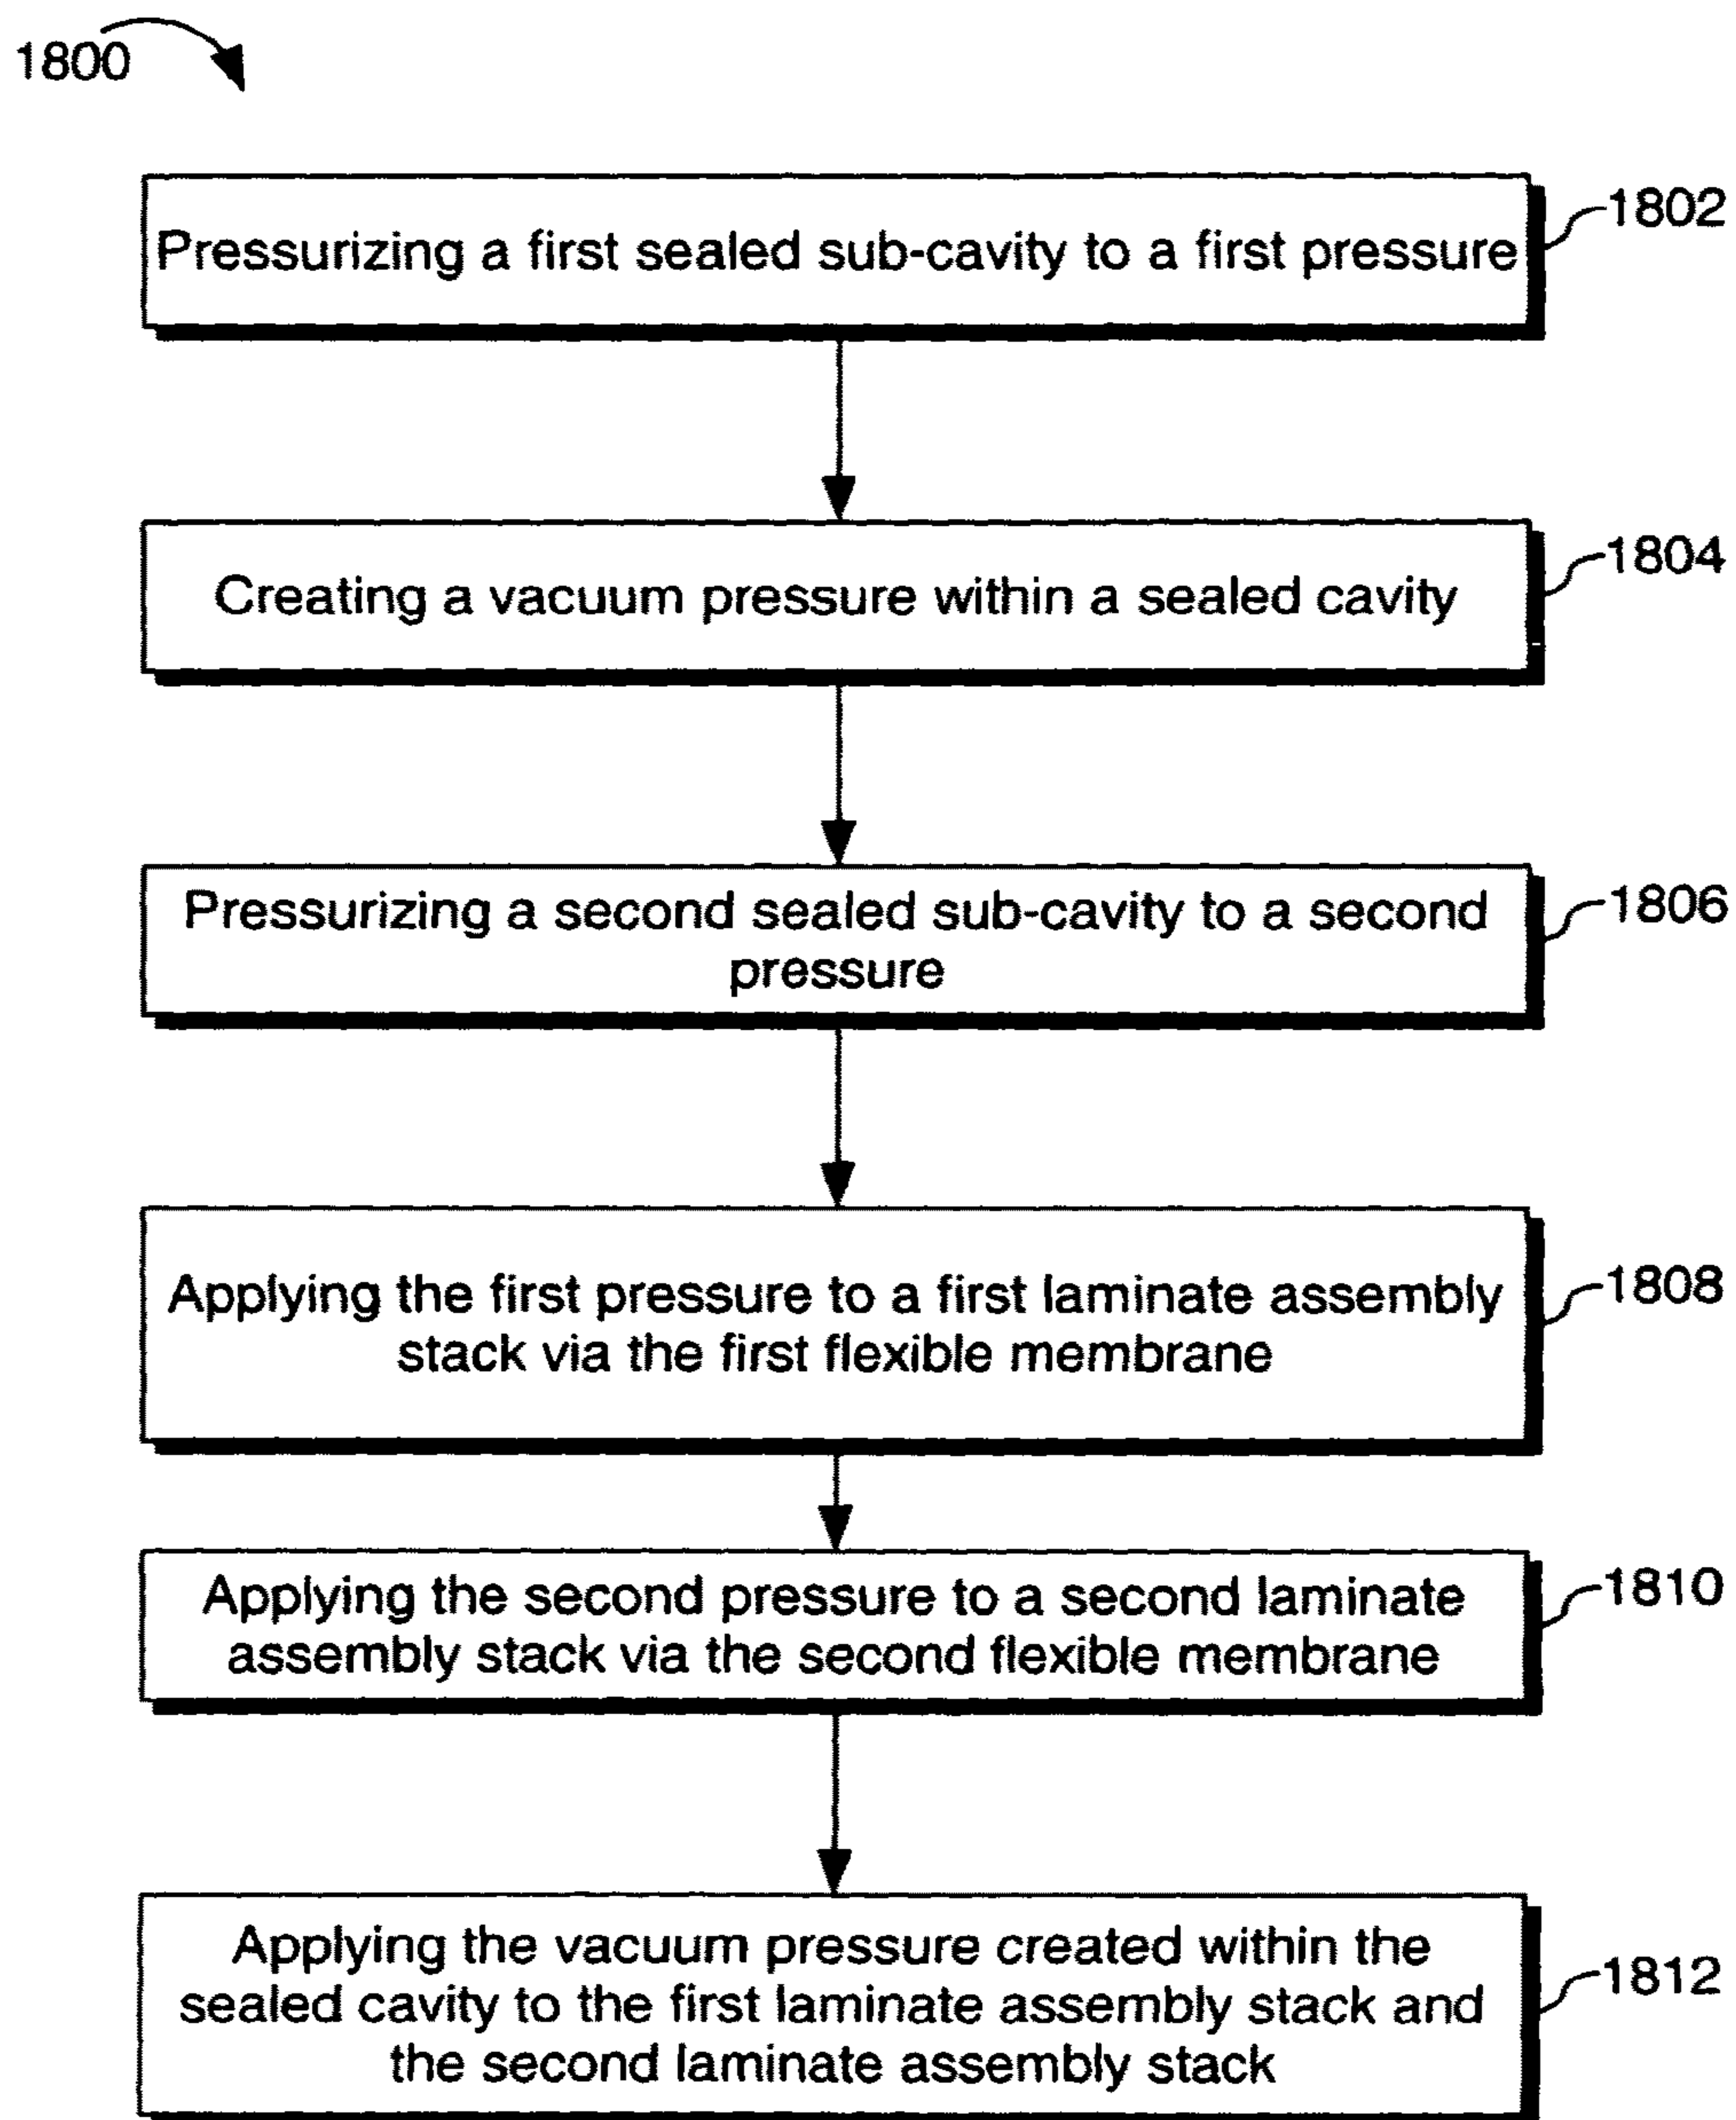 1800
Pressurizing a first sealed sub-cavity to a first pressure
1802
Creating a vacuum pressure within a sealed cavity
1804
Pressurizing a second sealed sub-cavity to a second
pressure
1806
Applying the first pressure to a first laminate assembly
stack via the first flexible membrane
1808
Applying the second pressure to a second laminate
assembly stack via the second flexible membrane
1810
Applying the vacuum pressure created within the
sealed cavity to the first laminate assembly stack and
the second laminate assembly stack
1812